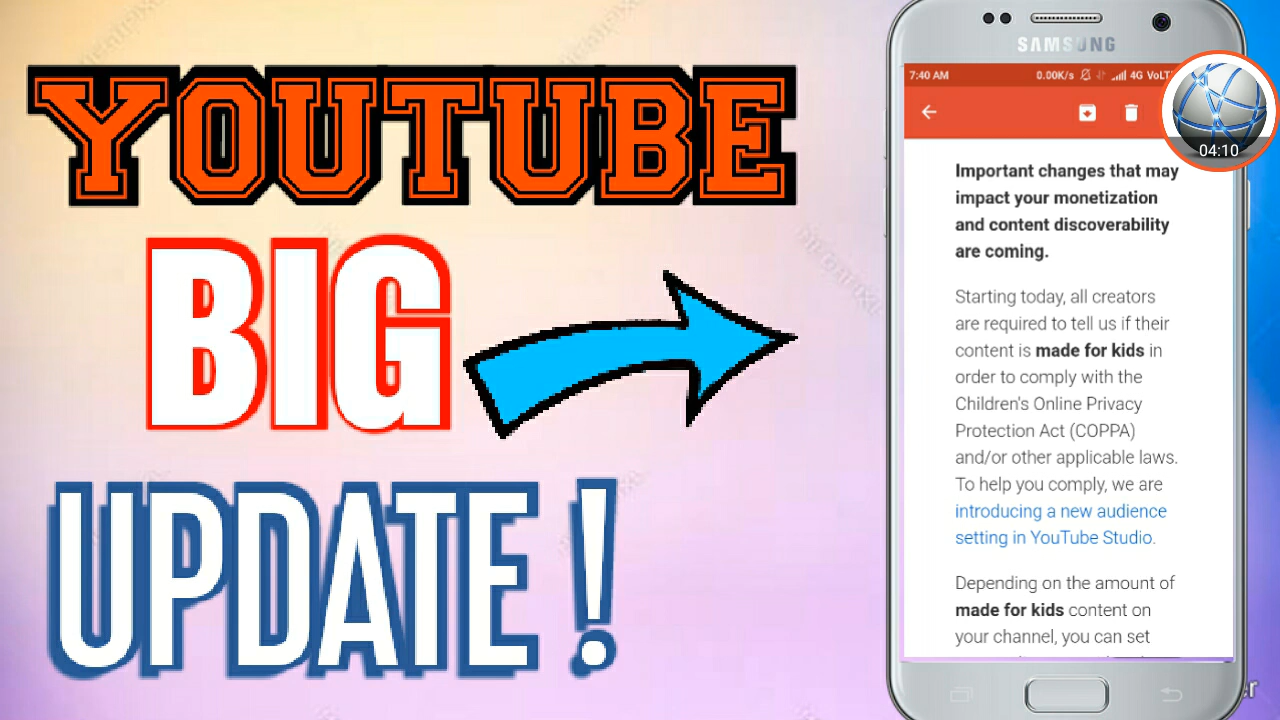 YOUTUBE
BIG
UPDATE !
SAMSUNG
7:40 AM 0.00K/s 4G VoLT
04:10
Important changes that may
impact your monetization
and content discoverability
are coming.
Starting today, all creators
are required to tell us if their
content is made for kids in
order to comply with the
Children's Online Privacy
Protection Act (COPPA)
and/or other applicable laws.
To help you comply, we are
introducing a new audience
setting in YouTube Studio.
Depending on the amount of
made for kids content on
your channel, you can set